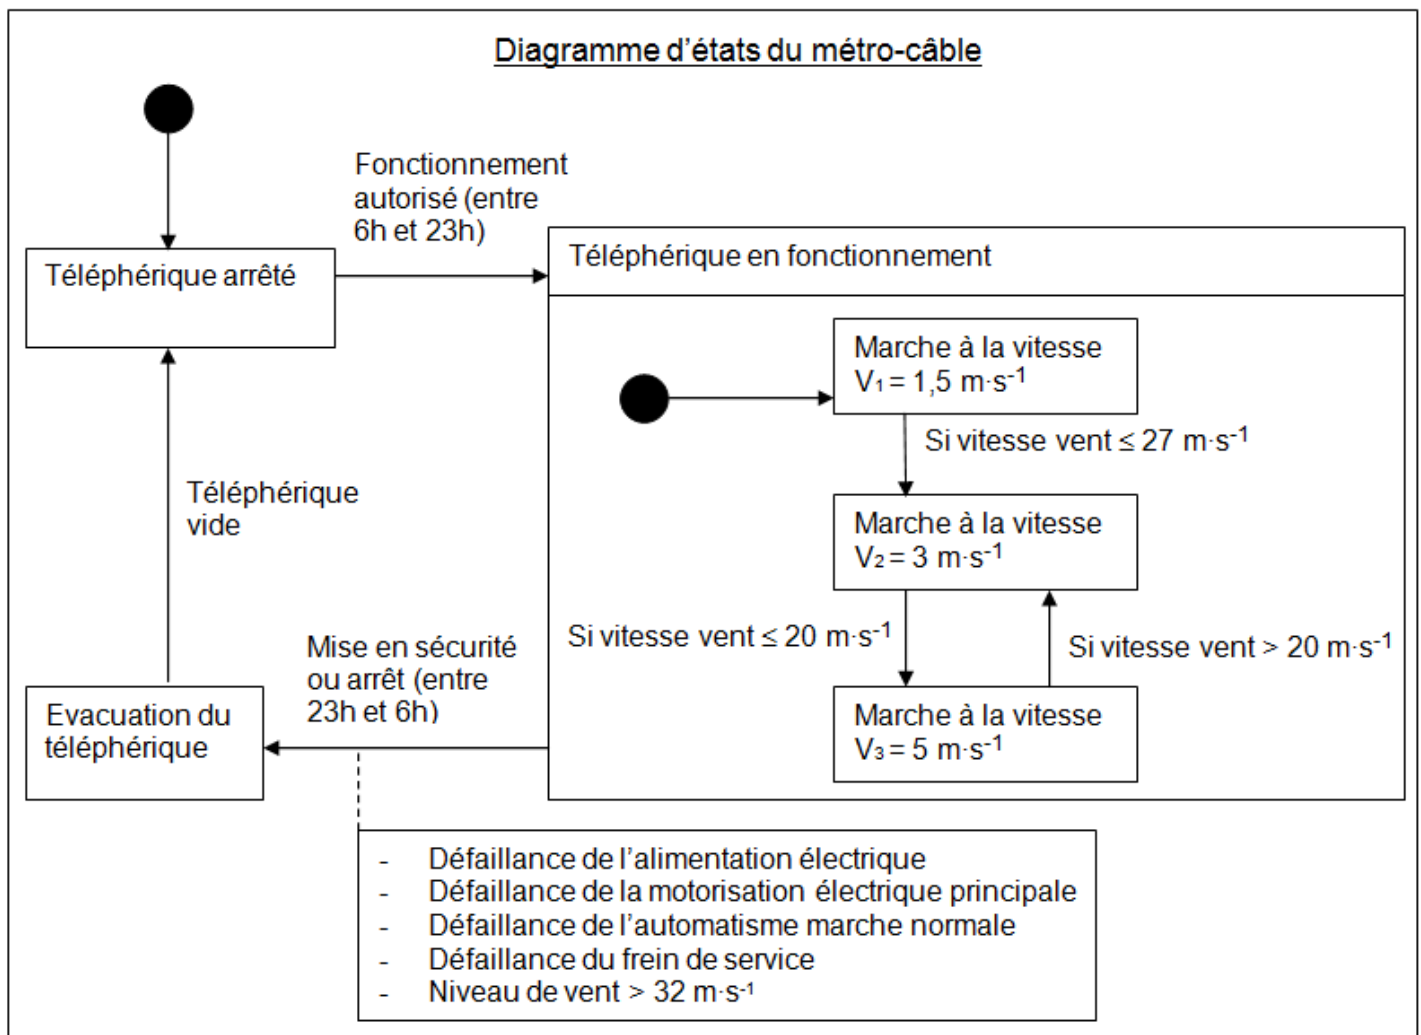 Diagramme d'états du métro-câble
Fonctionnement
autorisé (entre
6h et 23h)
Téléphérique arrêté
Téléphérique en fonctionnement
Marche à la vitesse
V₁ = 1,5 m·s⁻¹
Si vitesse vent ≤ 27 m·s⁻¹
Téléphérique
vide
Marche à la vitesse
V₂ = 3 m·s⁻¹
Si vitesse vent ≤ 20 m·s⁻¹
Si vitesse vent > 20 m·s⁻¹
Mise en sécurité
ou arrêt (entre
23h et 6h)
Evacuation du
téléphérique
Marche à la vitesse
V₃ = 5 m·s⁻¹
- Défaillance de l'alimentation électrique
- Défaillance de la motorisation électrique principale
- Défaillance de l'automatisme marche normale
- Défaillance du frein de service
- Niveau de vent > 32 m·s⁻¹